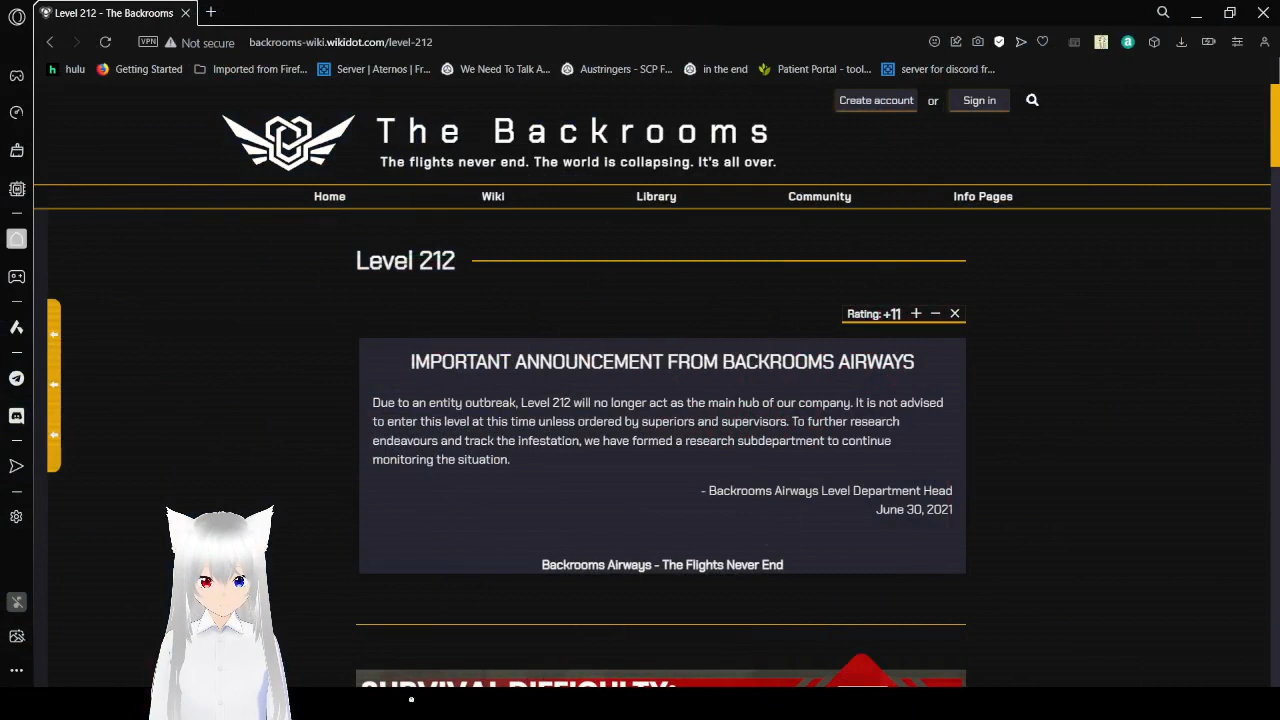 Level 212 - The Backrooms
VPN
Not secure
backrooms-wiki.wikidot.com/level-212
hulu
Getting Started
Imported from Firef...
Server | Aternos | Fr...
We Need To Talk A...
Austringers - SCP F...
in the end
Patient Portal - tool...
server for discord fr...
Create account or Sign in
The Backrooms
The flights never end. The world is collapsing. It's all over.
Home Wiki Library Community Info Pages
Level 212
Rating: +11 + − ×
IMPORTANT ANNOUNCEMENT FROM BACKROOMS AIRWAYS
Due to an entity outbreak, Level 212 will no longer act as the main hub of our company. It is not advised
to enter this level at this time unless ordered by superiors and supervisors. To further research
endeavours and track the infestation, we have formed a research subdepartment to continue
monitoring the situation.
- Backrooms Airways Level Department Head
June 30, 2021
Backrooms Airways - The Flights Never End
SURVIVAL DIFFICULTY: